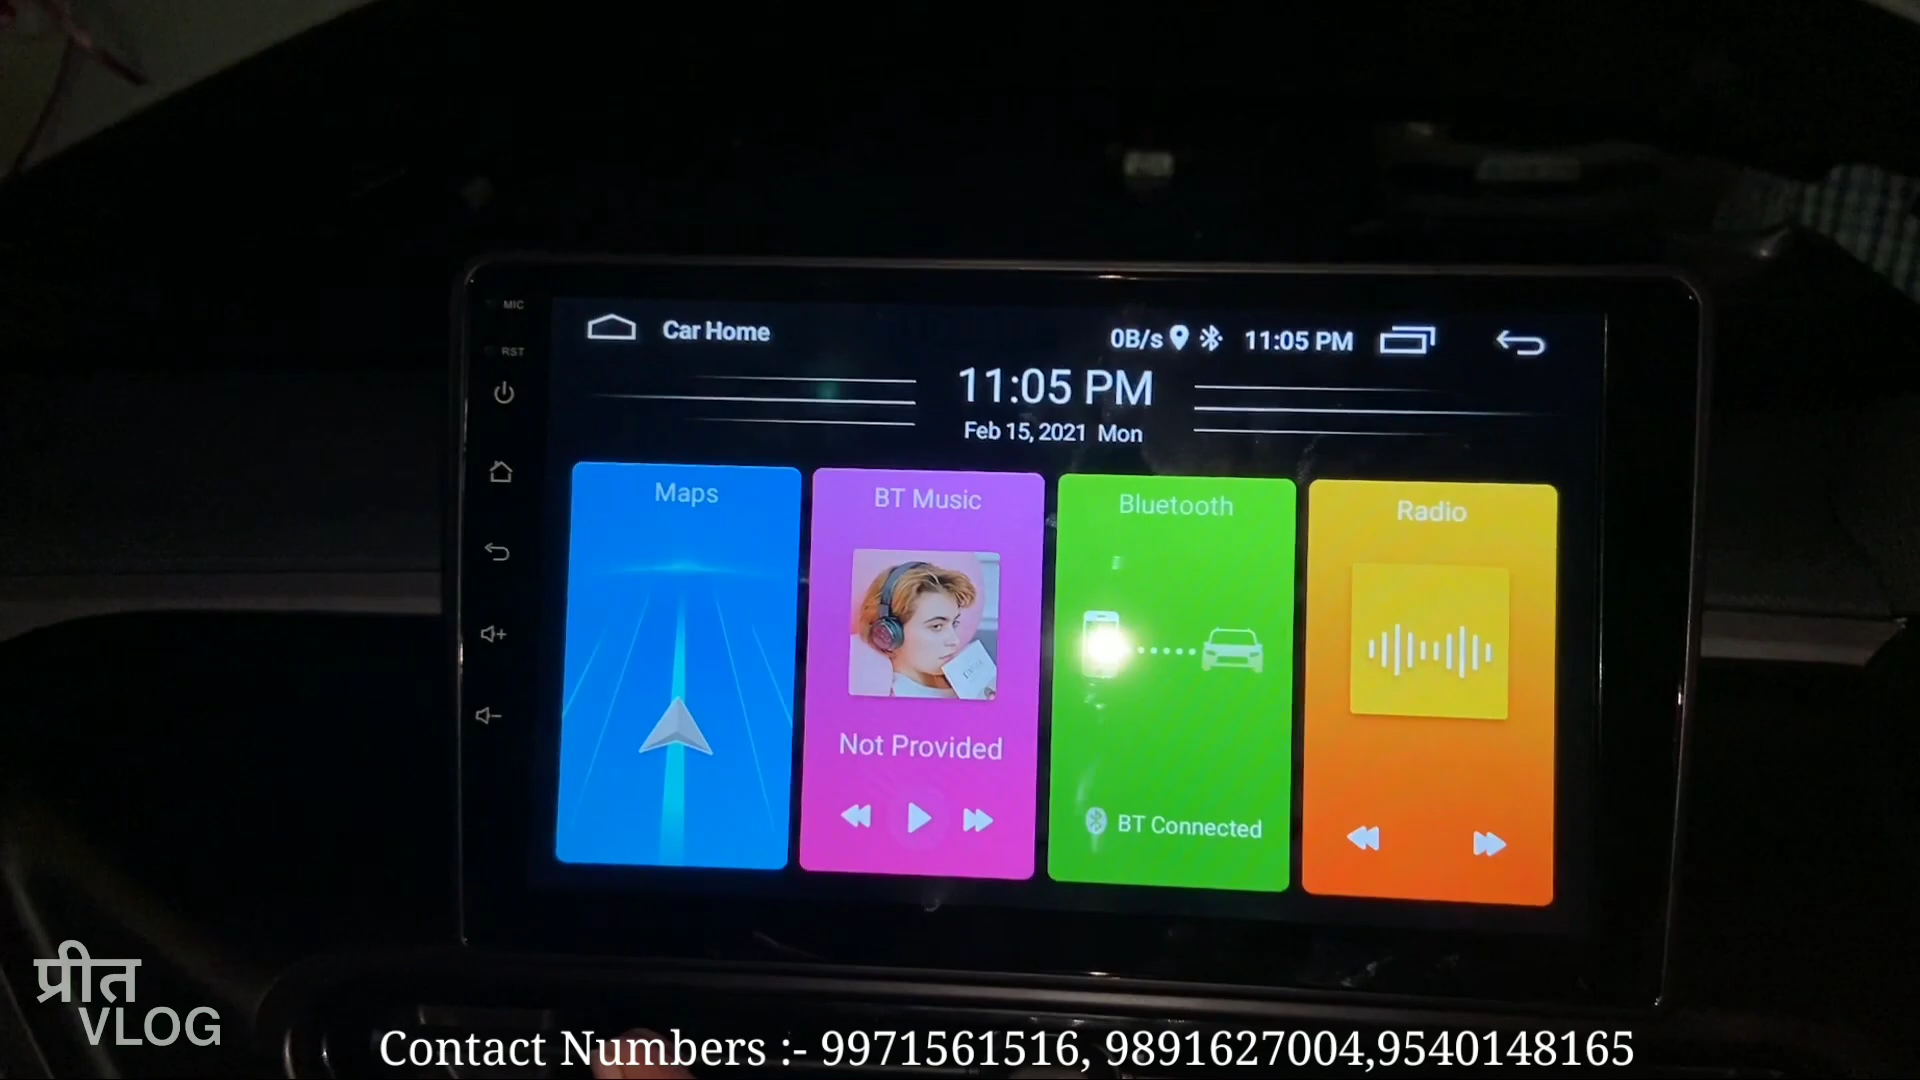 MIC
RST
Car Home
0B/s 11:05 PM
11:05 PM
Feb 15, 2021 Mon
Maps
BT Music
Bluetooth
Radio
Not Provided
BT Connected
प्रीत
VLOG
Contact Numbers :- 9971561516, 9891627004,9540148165